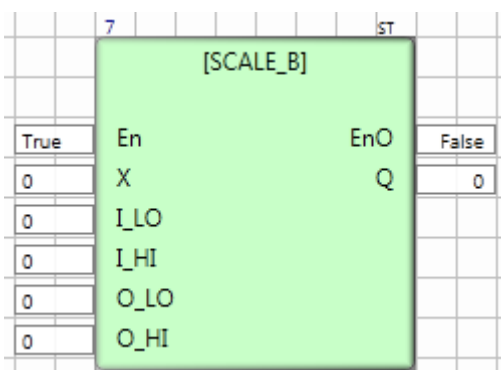 7 ST
[SCALE_B]
True En EnO False
0 X Q 0
0 I_LO
0 I_HI
0 O_LO
0 O_HI